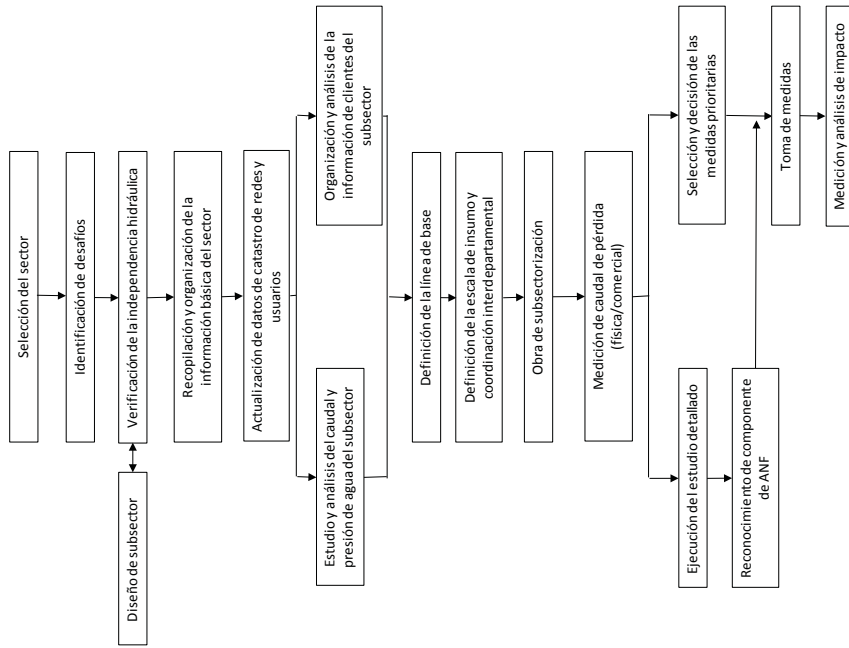 Selección del sector
Identificación de desafíos
Diseño de subsector
Verificación de la independencia hidráulica
Recopilación y organización de la
información básica del sector
Actualización de datos de catastro de redes y
usuarios
Estudio y análisis del caudal y
presión de agua del subsector
Organización y análisis de la
información de clientes del
subsector
Definición de la línea de base
Definición de la escala de insumo y
coordinación interdepartamental
Obra de subsectorización
Medición de caudal de pérdida
(física/comercial)
Ejecución del estudio detallado
Reconocimiento de componente
de ANF
Selección y decisión de las
medidas prioritarias
Toma de medidas
Medición y análisis de impacto